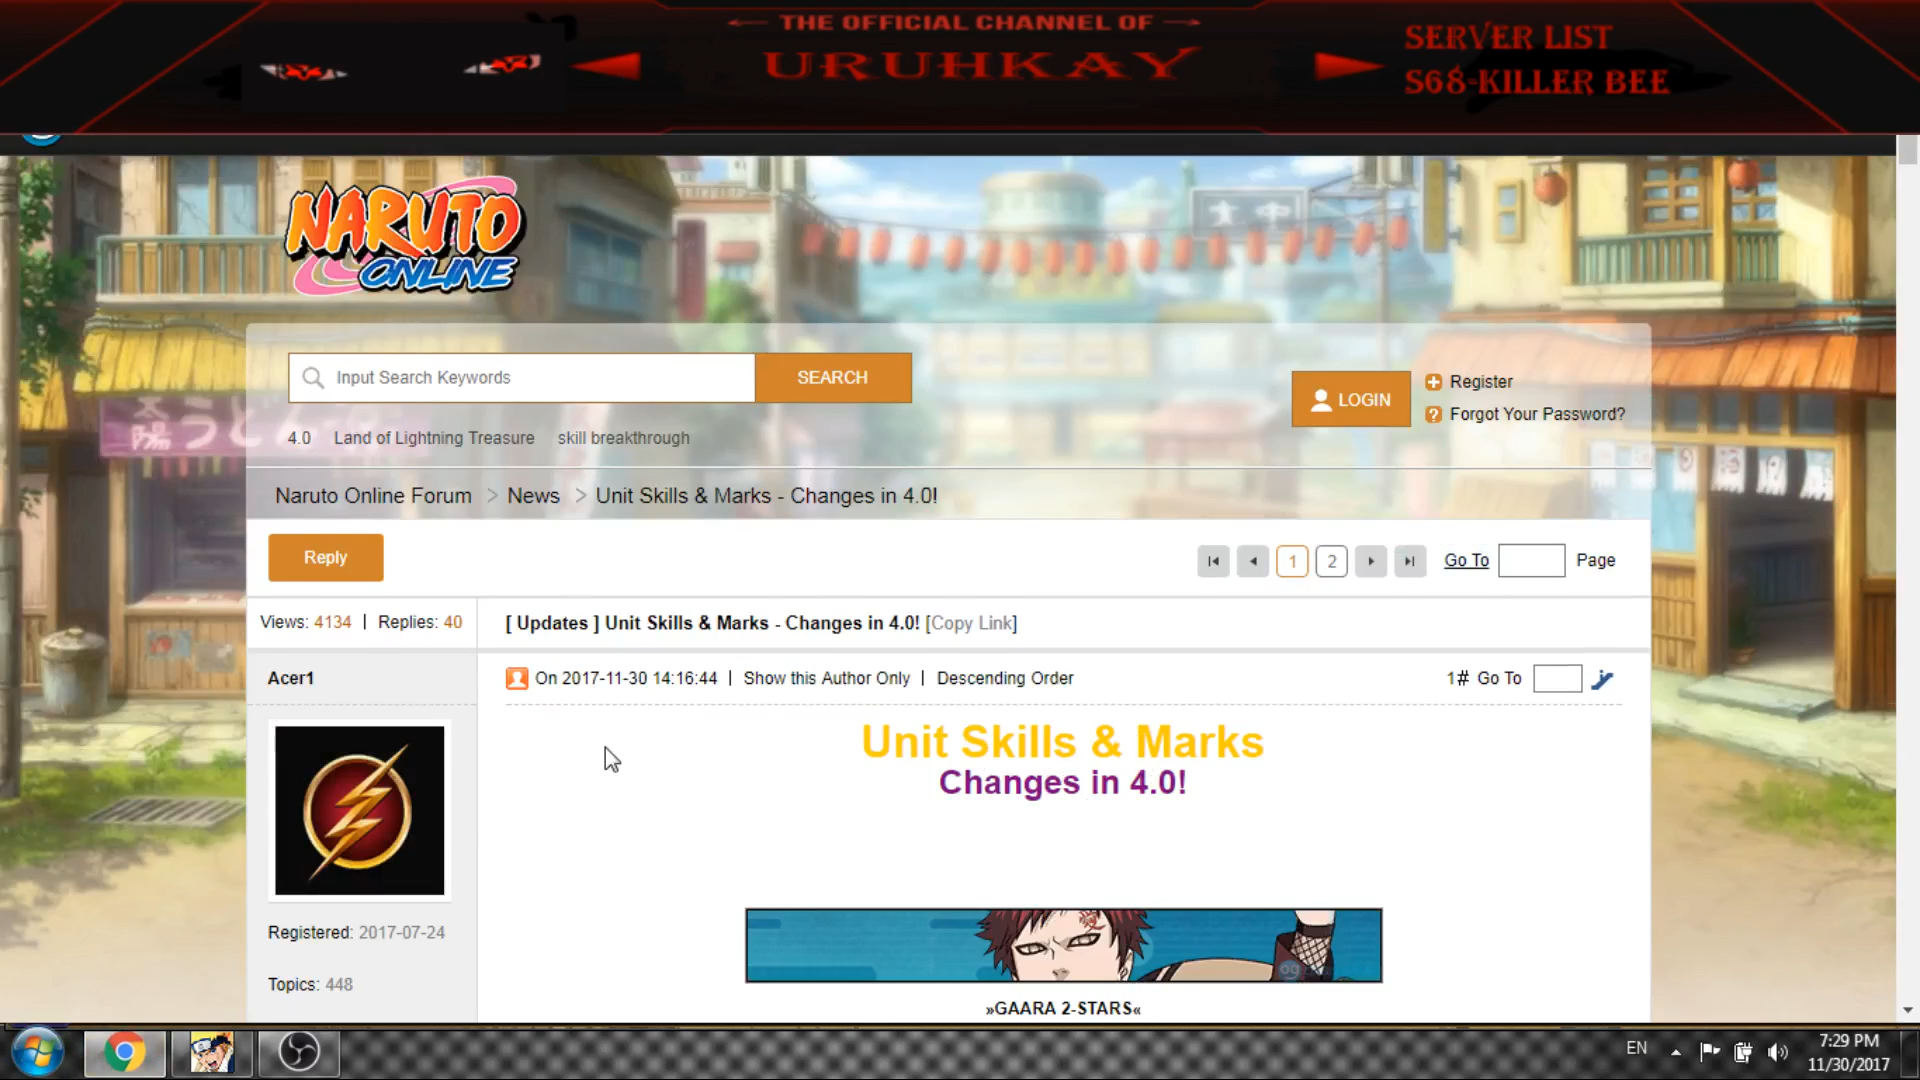 THE OFFICIAL CHANNEL OF
URUHKAY
SERVER LIST
S68-KILLER BEE
NARUTO
ONLINE
Input Search Keywords
SEARCH
LOGIN
Register
Forgot Your Password?
4.0 Land of Lightning Treasure skill breakthrough
Naruto Online Forum > News > Unit Skills & Marks - Changes in 4.0!
Reply
1 2 Go To Page
Views: 4134 | Replies: 40
[ Updates ] Unit Skills & Marks - Changes in 4.0! [Copy Link]
Acer1
On 2017-11-30 14:16:44 | Show this Author Only | Descending Order
1# Go To
Unit Skills & Marks
Changes in 4.0!
Registered: 2017-07-24
Topics: 448
»GAARA 2-STARS«
EN
7:29 PM
11/30/2017